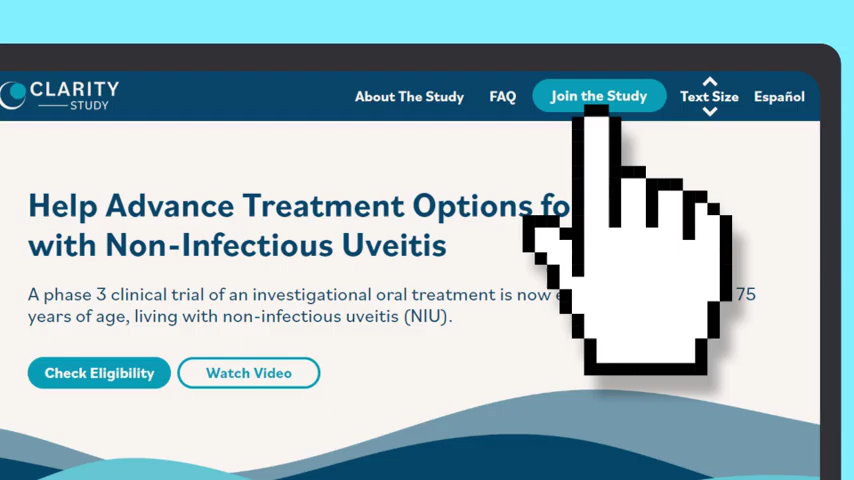 CLARITY
STUDY
About The Study FAQ Join the Study Text Size Español
Help Advance Treatment Options
with Non-Infectious Uveitis
A phase 3 clinical trial of an investigational oral treatment is now 75
years of age, living with non-infectious uveitis (NIU).
Check Eligibility Watch Video